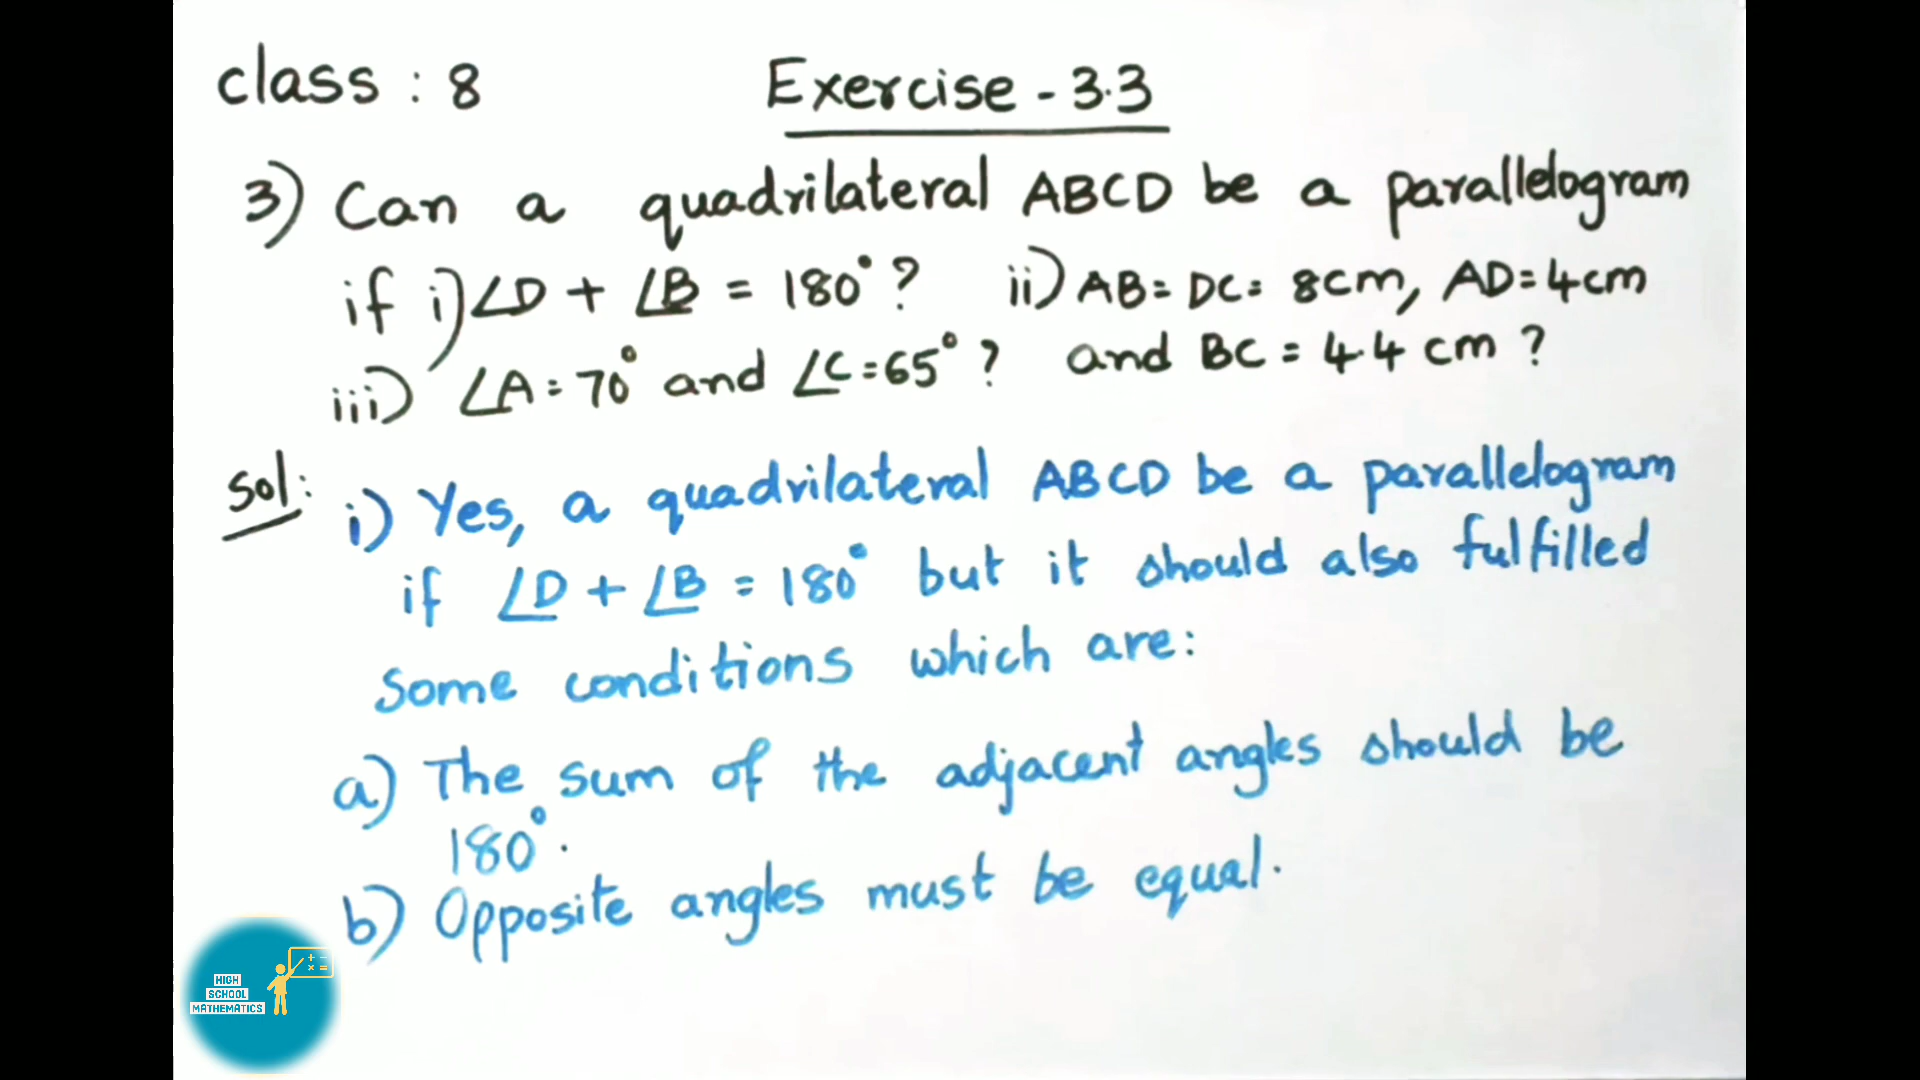 class : 8 Exercise - 3.3
3) Can a quadrilateral ABCD be a parallelogram
if i) ∠D + ∠B = 180° ? ii) AB = DC = 8cm, AD = 4cm
iii) ∠A = 70° and ∠C = 65° ? and BC = 4.4 cm ?
Sol: i) Yes, a quadrilateral ABCD be a parallelogram
if ∠D + ∠B = 180° but it should also fulfilled
some conditions which are:
a) The sum of the adjacent angles should be
180°.
b) Opposite angles must be equal.
HIGH
SCHOOL
MATHEMATICS